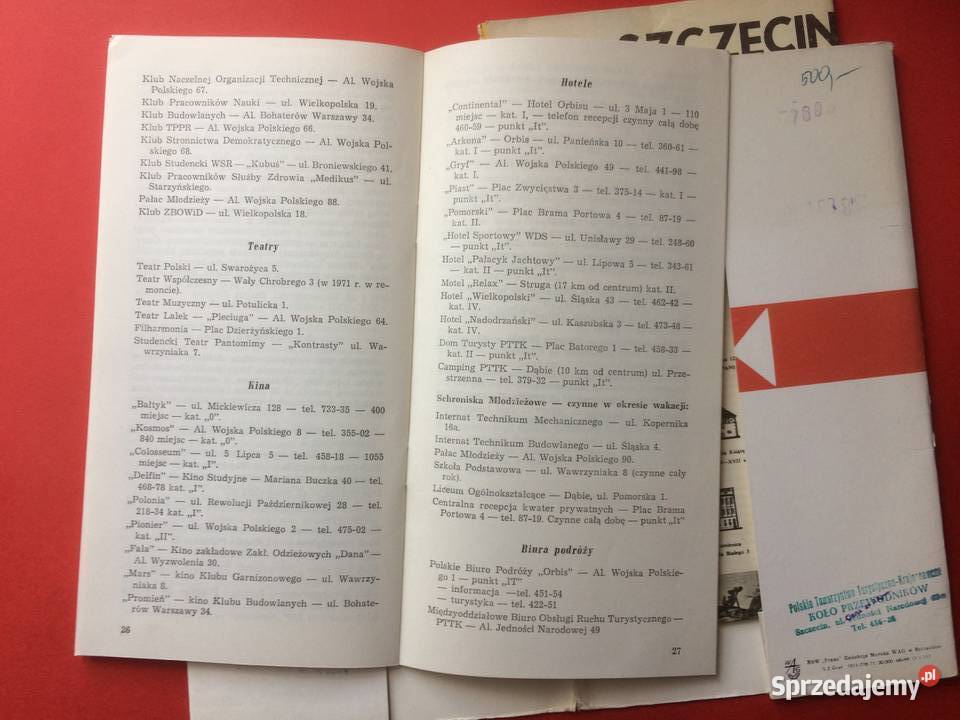 Klub Naczelnej Organizacji Technicznej — Al. Wojska
Polskiego 67.
Klub Pracowników Nauki — ul. Wielkopolska 19.
Klub Budowlanych — Al. Bohaterów Warszawy 34.
Klub TPPR — Al. Wojska Polskiego 66.
Klub Stronnictwa Demokratycznego — Al. Wojska Pol-
skiego 68.
Klub Studencki WSR — „Kubuś” — ul. Broniewskiego 41.
Klub Pracowników Służby Zdrowia „Medikus” — ul.
Starzyńskiego.
Pałac Młodzieży — Al. Wojska Polskiego 88.
Klub ZBOWiD — ul. Wielkopolska 18.
Teatry
Teatr Polski — ul. Swarożyca 5.
Teatr Współczesny — Wały Chrobrego 3 (w 1971 r. w re-
moncie).
Teatr Muzyczny — ul. Potulicka 1.
Teatr Lalek — „Pleciuga” — Al. Wojska Polskiego 64.
Filharmonia — Plac Dzierżyńskiego 1.
Studencki Teatr Pantomimy — „Kontrasty” ul. Wa-
wrzyniaka 7.
Kina
„Bałtyk” — ul. Mickiewicza 128 — tel. 733-35 — 400
miejsc — kat. „0”.
„Kosmos” — Al. Wojska Polskiego 8 — tel. 355-02 —
840 miejsc — kat. „0”.
„Colosseum” — ul. 5 Lipca 5 — tel. 458-18 — 1055
miejsc — kat. „I”.
„Delfin” — Kino Studyjne — Mariana Buczka 40 — tel.
468-78 kat. „I”.
„Polonia” — ul. Rewolucji Październikowej 28 — tel.
218-34 kat. „I”.
„Pionier” — ul. Wojska Polskiego 2 — tel. 475-02 —
kat. „II”.
„Fala” — Kino zakładowe Zakł. Odzieżowych „Dana” —
Al. Wyzwolenia 30.
„Mars” — kino Klubu Garnizonowego — ul. Wawrzy-
niaka 8.
„Promień” — kino Klubu Budowlanych — ul. Bohate-
rów Warszawy 34.
26
Hotele
„Continental” — Hotel Orbisu — ul. 3 Maja 1 — 110
miejsc — kat. I, — telefon recepcji czynny całą dobę
460-59 — punkt „It”.
„Arkona” — Orbis — ul. Panieńska 10 — tel. 360-61 —
kat. I — punkt „It”.
„Gryf” — Al. Wojska Polskiego 49 — tel. 441-98 —
kat. I.
„Piast” — Plac Zwycięstwa 3 — tel. 375-14 — kat. I —
punkt „It”.
„Pomorski” — Plac Brama Portowa 4 — tel. 87-19 —
kat. II.
„Hotel Sportowy” WDS — ul. Unisławy 29 — tel. 248-60
— punkt „It”.
Hotel „Pałacyk Jachtowy” — ul. Lipowa 5 — tel. 343-61
— kat. II — punkt „It”.
Motel „Relax” — Struga (17 km od centrum) kat. II.
Hotel „Wielkopolski” — ul. Śląska 43 — tel. 462-42 —
kat. IV.
Hotel „Nadodrzański” — ul. Kaszubska 3 — tel. 473-46 —
kat. IV.
Dom Turysty PTTK — Plac Batorego 1 — tel. 458-33 —
kat. II — punkt „It”.
Camping PTTK — Dąbie (10 km od centrum) ul. Prze-
strzenna — tel. 379-32 — punkt „It”.
Schroniska Młodzieżowe — czynne w okresie wakacji:
Internat Technikum Mechanicznego — ul. Kopernika
16a.
Internat Technikum Budowlanego — ul. Śląska 4.
Pałac Młodzieży — Al. Wojska Polskiego 90.
Szkoła Podstawowa — ul. Wawrzyniaka 8 (czynne cały
rok).
Liceum Ogólnokształcące — Dąbie, ul. Pomorska 1.
Centralna recepcja kwater prywatnych — Plac Brama
Portowa 4 — tel. 87-19. Czynne całą dobę — punkt „It”
Biura podróży
Polskie Biuro Podróży „Orbis” — Al. Wojska Polskie-
go 1 — punkt „IT”
— informacja — tel. 451-54
— turystyka — tel. 422-51
Międzyoddziałowe Biuro Obsługi Ruchu Turystycznego —
PTTK — Al. Jedności Narodowej 49
27
SZCZECIN
500,—
Polskie Towarzystwo Turystyczno-Krajoznawcze
KOŁO PRZEWODNIKÓW
Szczecin, ul. Jedności Narodowej
Tel.
Sprzedajemy.pl